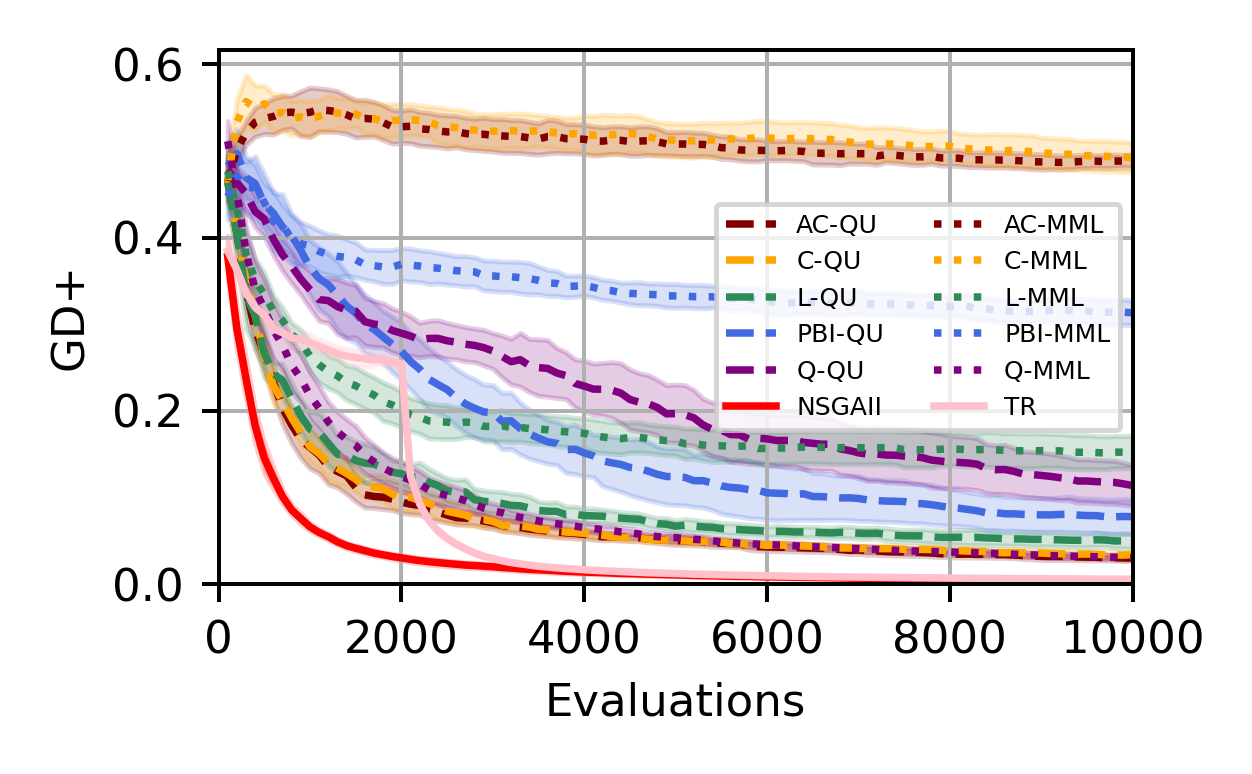 GD+
0.6
0.4
0.2
0.0
AC-QU AC-MML
C-QU C-MML
L-QU L-MML
PBI-QU PBI-MML
Q-QU Q-MML
NSGAII TR
0 2000 4000 6000 8000 10000
Evaluations